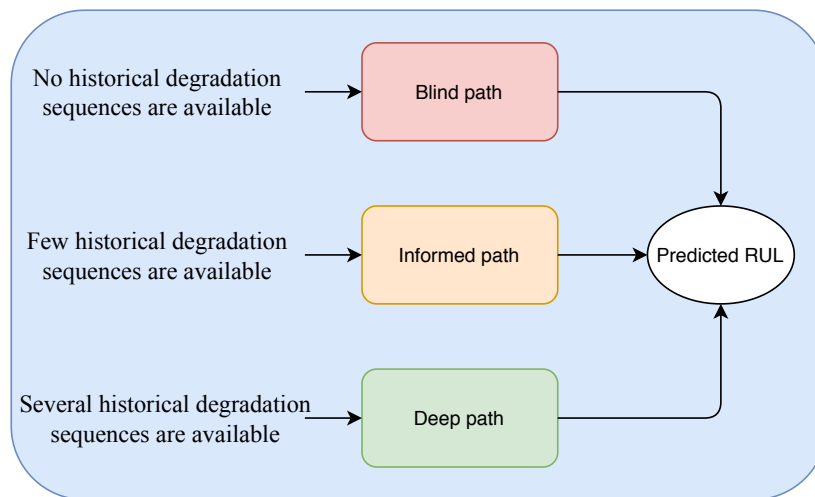 No historical degradation
sequences are available
Blind path
Few historical degradation
sequences are available
Informed path
Predicted RUL
Several historical degradation
sequences are available
Deep path